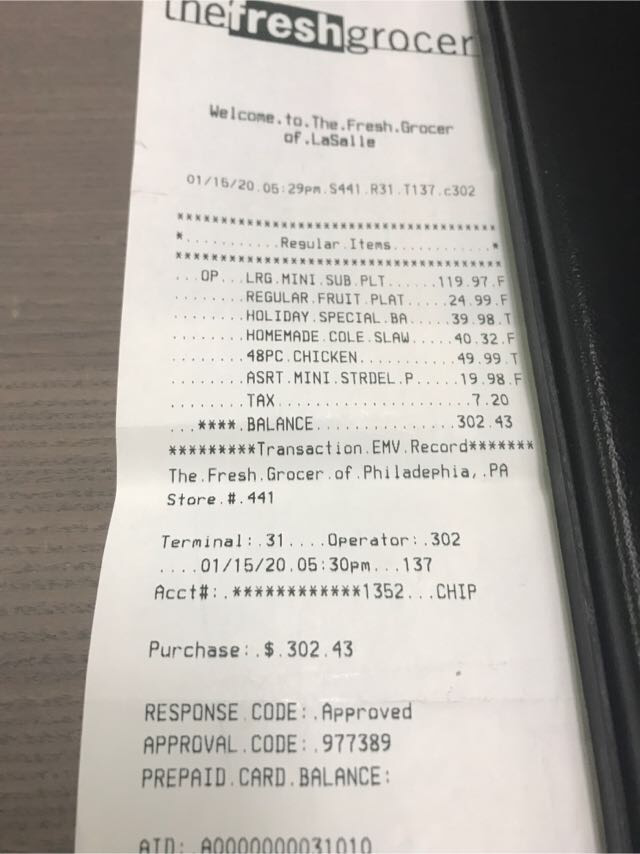 thefreshgrocer
Welcome.to.The.Fresh.Grocer
of.LaSalle
01/15/20.05:29pm.S441.R31.T137.c302
***********************************
*...........Regular.Items...........*
***********************************
...OP...LRG.MINI.SUB.PLT......119.97.F
........REGULAR.FRUIT.PLAT.....24.99.F
........HOLIDAY.SPECIAL.BA.....39.98.T
........HOMEMADE.COLE.SLAW.....40.32.F
........48PC.CHICKEN...........49.99.T
........ASRT.MINI.STRDEL.P.....19.98.F
........TAX.....................7.20
...****.BALANCE...............302.43
*********Transaction.EMV.Record*******
The.Fresh.Grocer.of.Philadephia,.PA
Store.#.441
Terminal:.31....Operator:.302
....01/15/20.05:30pm...137
Acct#:.************1352...CHIP
Purchase:.$.302.43
RESPONSE.CODE:.Approved
APPROVAL.CODE:.977389
PREPAID.CARD.BALANCE:
AID:.A0000000031010